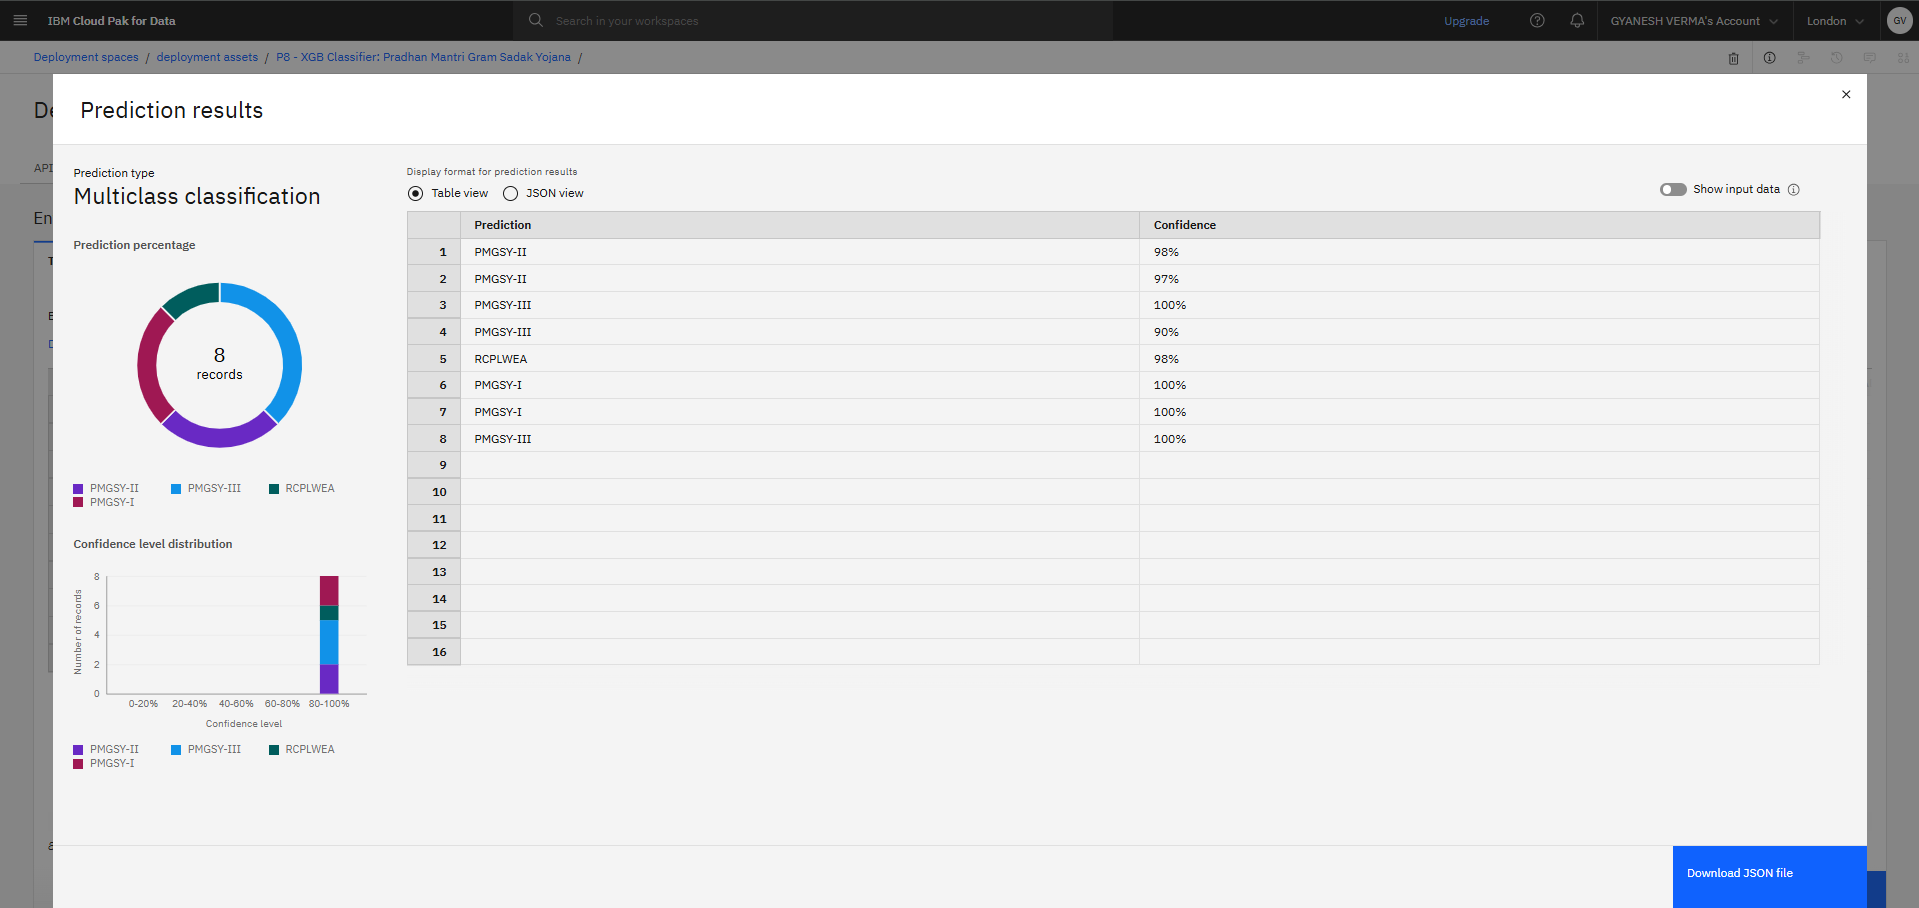 IBM Cloud Pak for Data
Search in your workspaces
Upgrade
GYANESH VERMA's Account
London
GV
Deployment spaces / deployment assets / P8 - XGB Classifier: Pradhan Mantri Gram Sadak Yojana /
Prediction results
API
Prediction type
Multiclass classification
Prediction percentage
8
records
PMGSY-II PMGSY-III RCPLWEA
PMGSY-I
Confidence level distribution
Number of records
8
6
4
2
0
0-20% 20-40% 40-60% 60-80% 80-100%
Confidence level
PMGSY-II PMGSY-III RCPLWEA
PMGSY-I
Display format for prediction results
Table view JSON view
Show input data
Prediction Confidence
1 PMGSY-II 98%
2 PMGSY-II 97%
3 PMGSY-III 100%
4 PMGSY-III 90%
5 RCPLWEA 98%
6 PMGSY-I 100%
7 PMGSY-I 100%
8 PMGSY-III 100%
9
10
11
12
13
14
15
16
Download JSON file